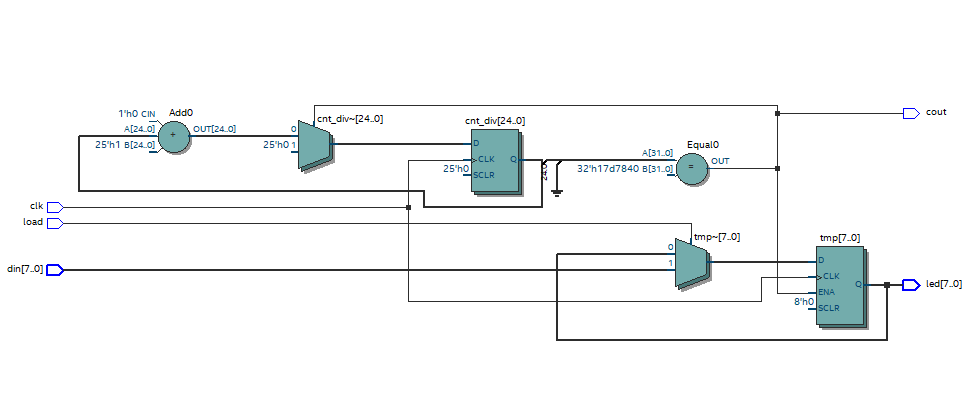 1'h0 CIN
Add0
A[24..0]
OUT[24..0]
25'h1 B[24..0]
+
cnt_div~[24..0]
0
25'h0 1
cnt_div[24..0]
D
CLK
Q
25'h0
SCLR
24:0
Equal0
A[31..0]
OUT
32'h17d7840 B[31..0]
=
cout
clk
load
din[7..0]
tmp~[7..0]
0
1
tmp[7..0]
D
CLK
Q
ENA
8'h0
SCLR
led[7..0]